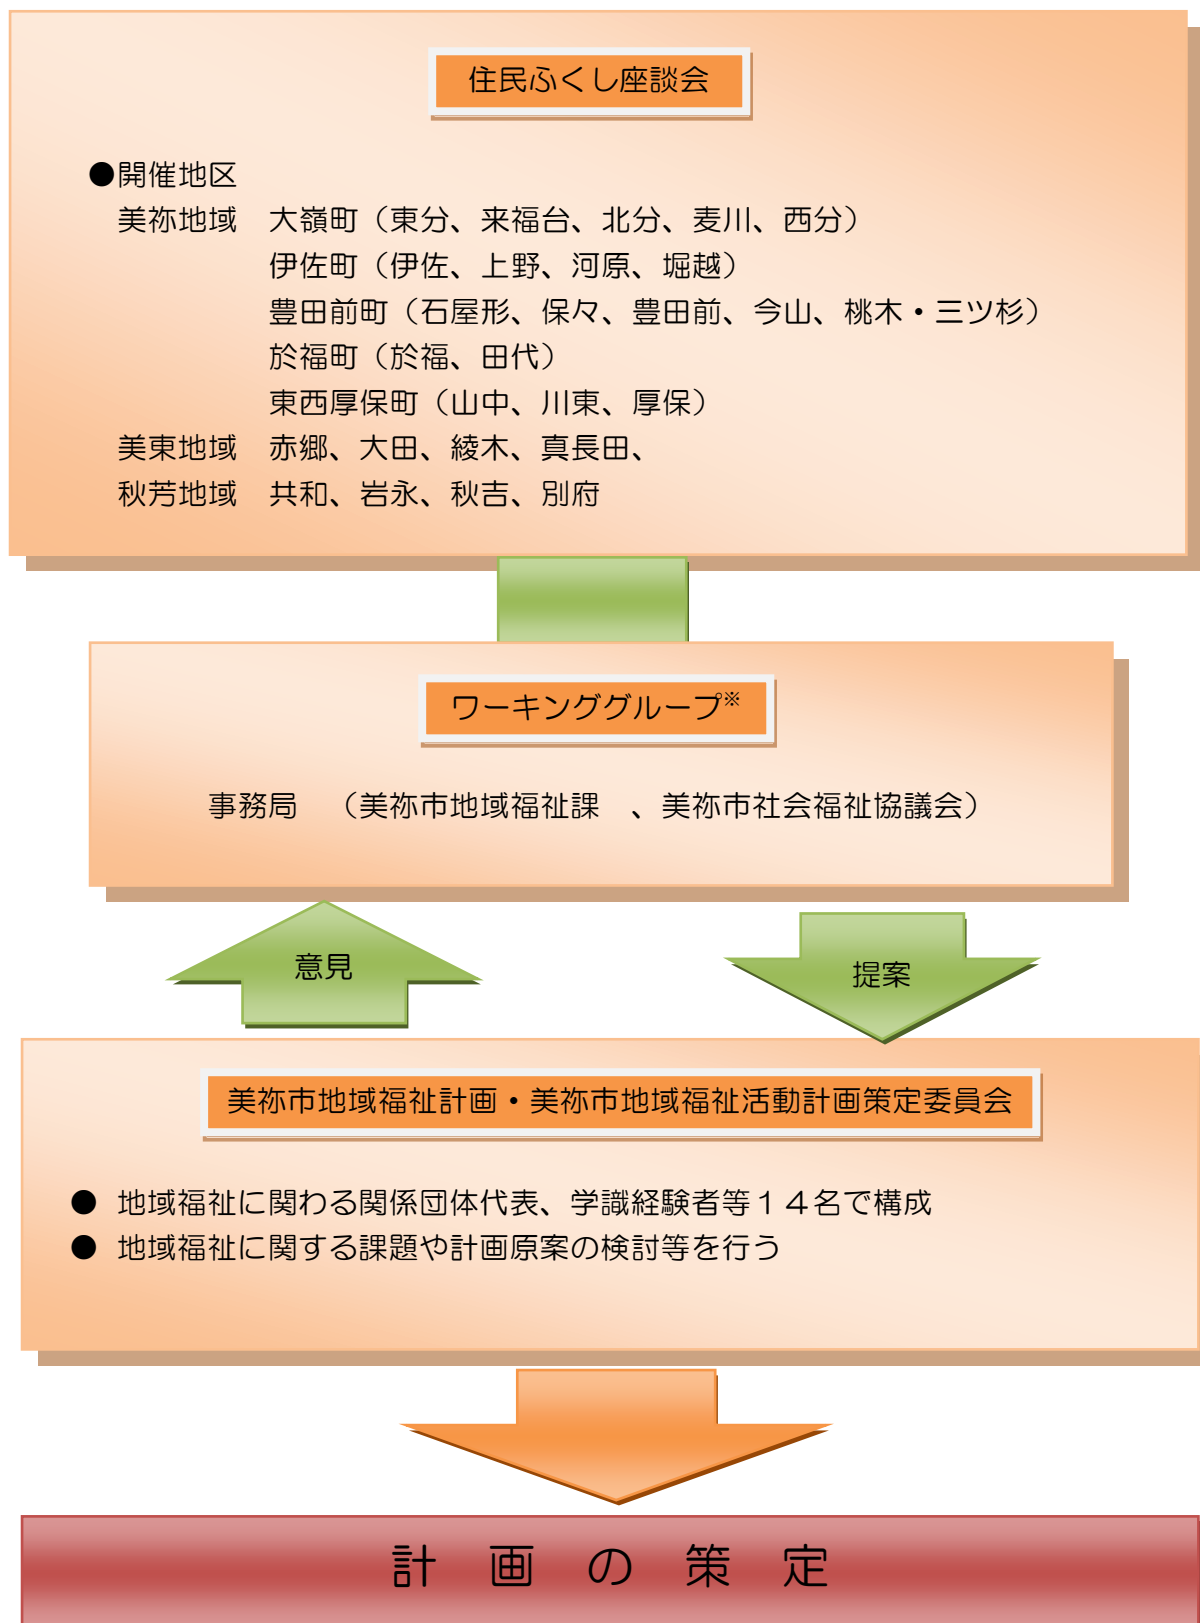 住民ふくし座談会
●開催地区
美祢地域　大嶺町（東分、来福台、北分、麦川、西分）
伊佐町（伊佐、上野、河原、堀越）
豊田前町（石屋形、保々、豊田前、今山、桃木・三ツ杉）
於福町（於福、田代）
東西厚保町（山中、川東、厚保）
美東地域　赤郷、大田、綾木、真長田、
秋芳地域　共和、岩永、秋吉、別府
ワーキンググループ※
事務局　（美祢市地域福祉課　、美祢市社会福祉協議会）
意見
提案
美祢市地域福祉計画・美祢市地域福祉活動計画策定委員会
●　地域福祉に関わる関係団体代表、学識経験者等１４名で構成
●　地域福祉に関する課題や計画原案の検討等を行う
計　画　の　策　定